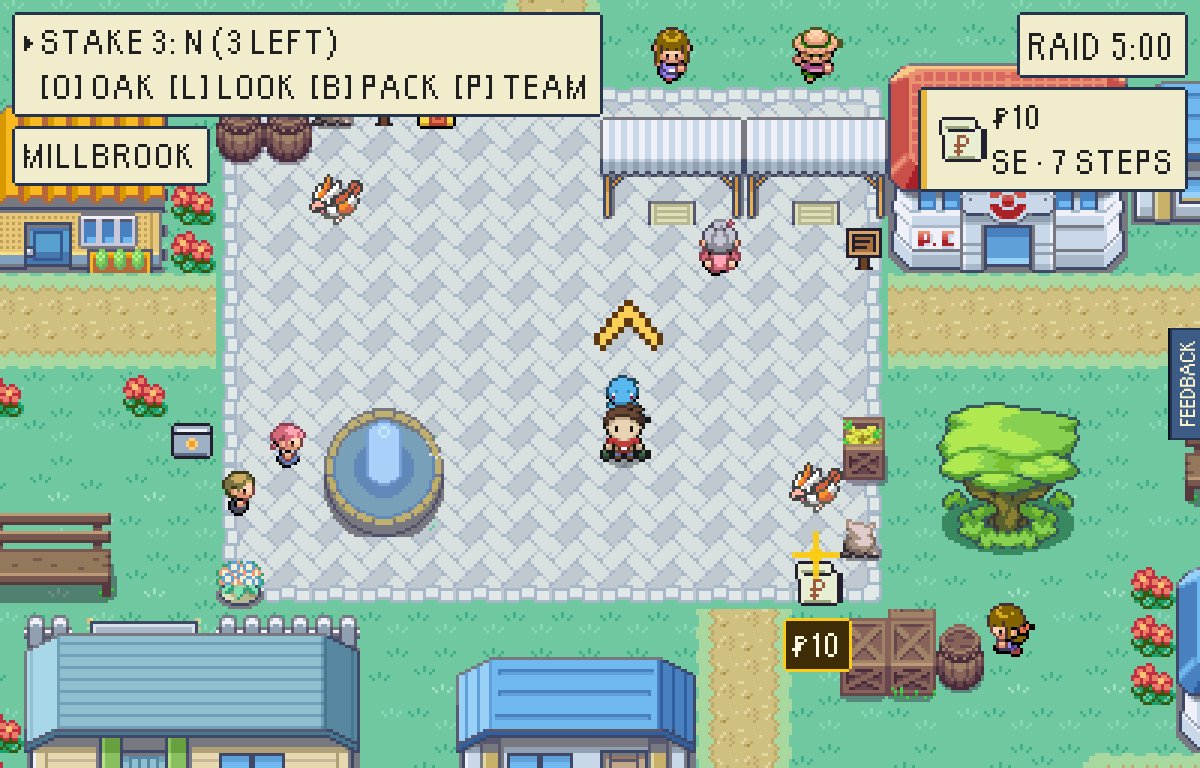 ▸STAKE 3: N (3 LEFT)
[O] OAK [L] LOOK [B] PACK [P] TEAM
RAID 5:00
₽10
SE · 7 STEPS
MILLBROOK
P.C
FEEDBACK
₽
₽10